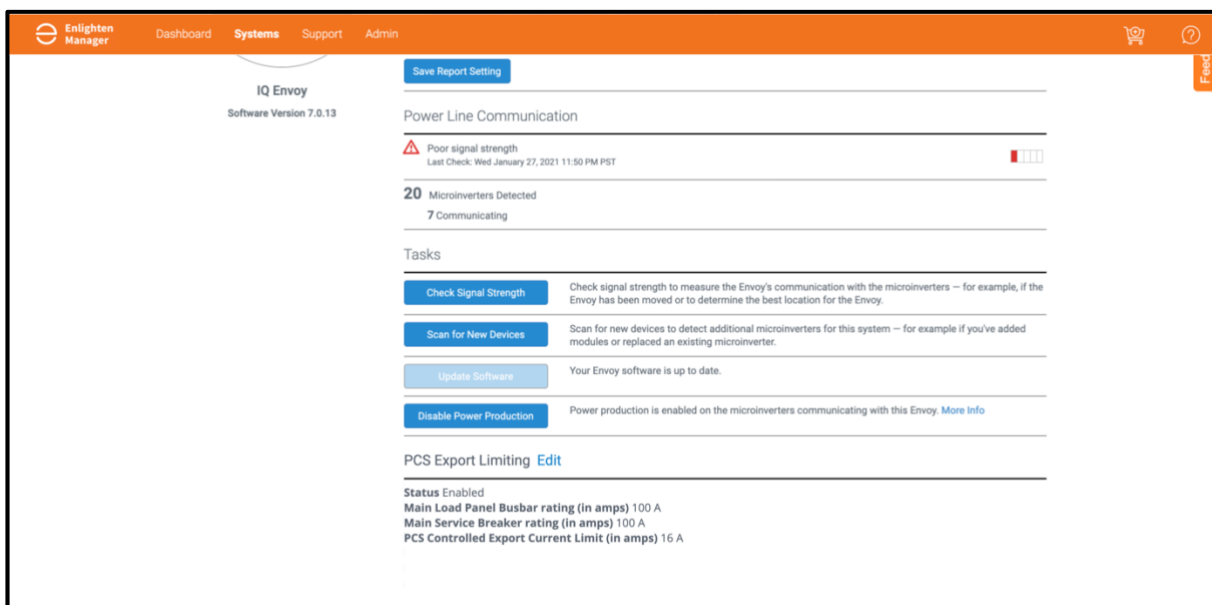 Enlighten
Manager
Dashboard
Systems
Support
Admin
Feed
IQ Envoy
Software Version 7.0.13
Save Report Setting
Power Line Communication
Poor signal strength
Last Check: Wed January 27, 2021 11:50 PM PST
20 Microinverters Detected
7 Communicating
Tasks
Check Signal Strength
Check signal strength to measure the Envoy's communication with the microinverters — for example, if the
Envoy has been moved or to determine the best location for the Envoy.
Scan for New Devices
Scan for new devices to detect additional microinverters for this system — for example if you've added
modules or replaced an existing microinverter.
Update Software
Your Envoy software is up to date.
Disable Power Production
Power production is enabled on the microinverters communicating with this Envoy. More Info
PCS Export Limiting Edit
Status Enabled
Main Load Panel Busbar rating (in amps) 100 A
Main Service Breaker rating (in amps) 100 A
PCS Controlled Export Current Limit (in amps) 16 A